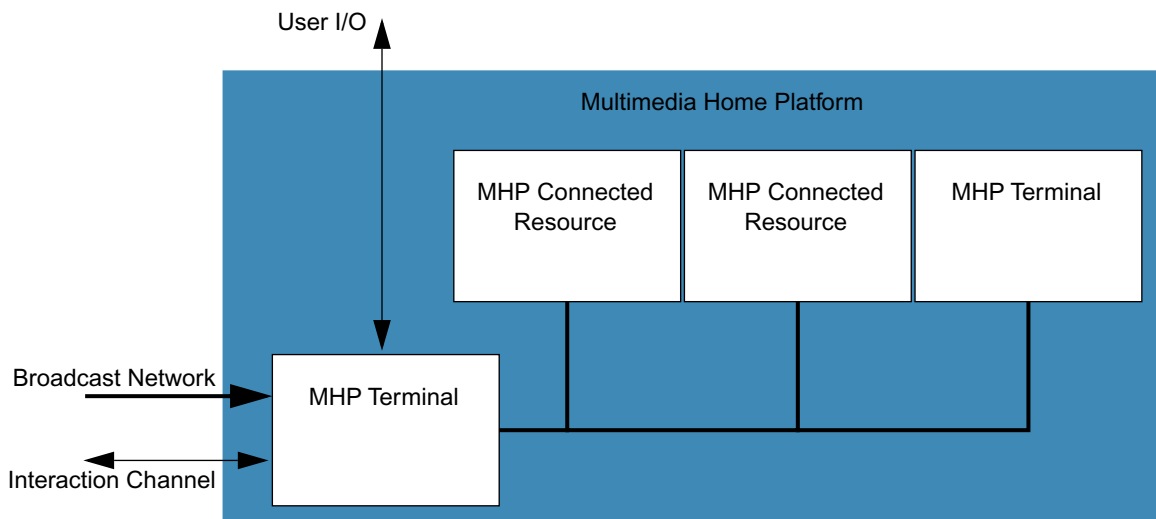 User I/O
Multimedia Home Platform
MHP Connected
Resource
MHP Connected
Resource
MHP Terminal
Broadcast Network
MHP Terminal
Interaction Channel